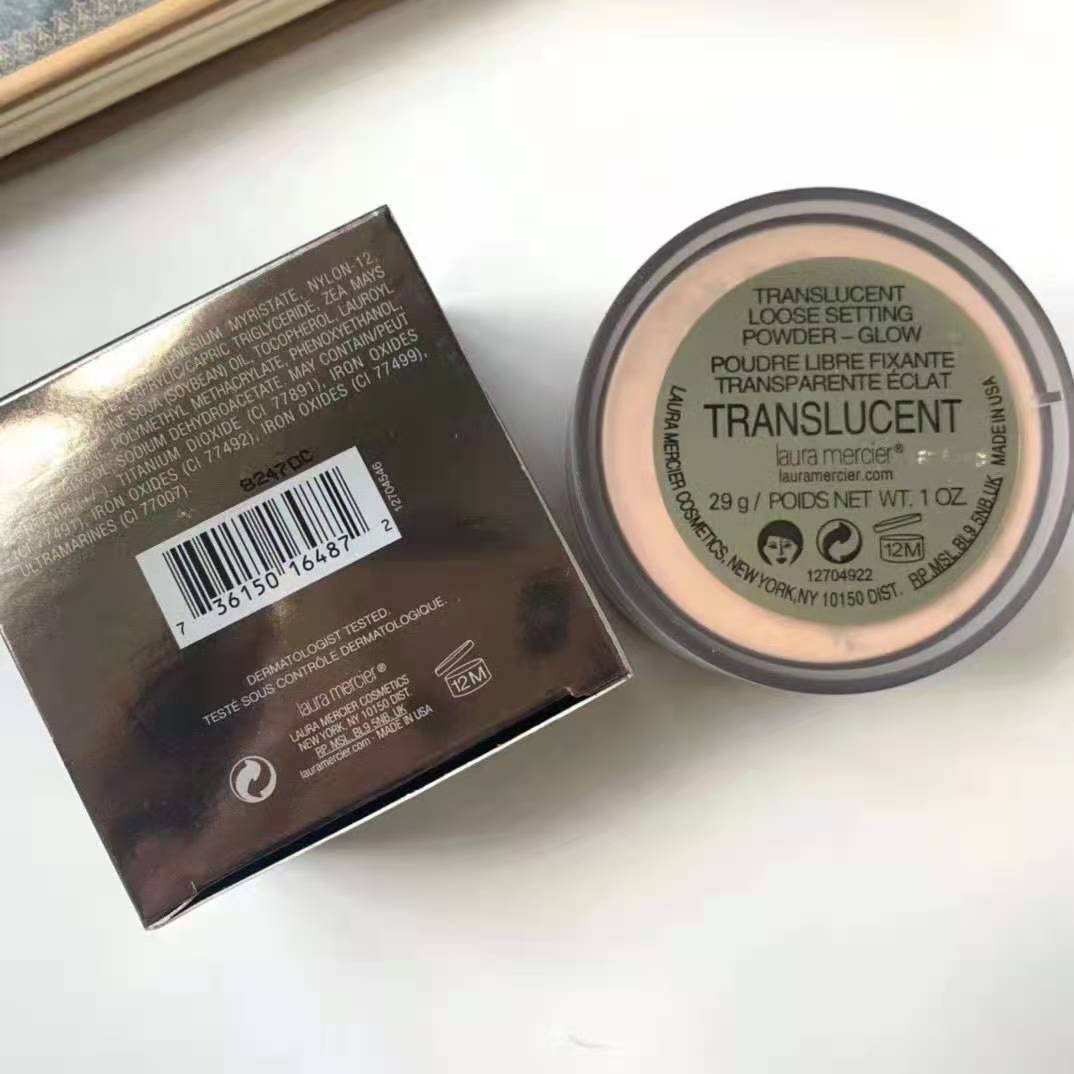 MAGNESIUM MYRISTATE, NYLON-12,
CAPRYLIC/CAPRIC TRIGLYCERIDE, ZEA MAYS
SOJA (SOYBEAN) OIL, TOCOPHEROL, LAUROYL
POLYMETHYL METHACRYLATE, PHENOXYETHANOL,
SODIUM DEHYDROACETATE, MAY CONTAIN/PEUT
TITANIUM DIOXIDE (CI 77891), IRON OXIDES
(CI 77491), IRON OXIDES (CI 77492), IRON OXIDES (CI 77499),
ULTRAMARINES (CI 77007).
8247DC
7 36150 16487 2
12704546
DERMATOLOGIST TESTED.
TESTÉ SOUS CONTRÔLE DERMATOLOGIQUE.
laura mercier®
LAURA MERCIER COSMETICS
NEW YORK, NY 10150 DIST.
BP.MSL.BL9.5NB.UK
lauramercier.com · MADE IN USA
12M
TRANSLUCENT
LOOSE SETTING
POWDER – GLOW
POUDRE LIBRE FIXANTE
TRANSPARENTE ÉCLAT
TRANSLUCENT
laura mercier®
lauramercier.com
29 g / POIDS NET WT. 1 OZ.
12M
12704922
LAURA MERCIER COSMETICS, NEW YORK,NY 10150 DIST. BP.MSL.BL9.5NB.UK MADE IN USA